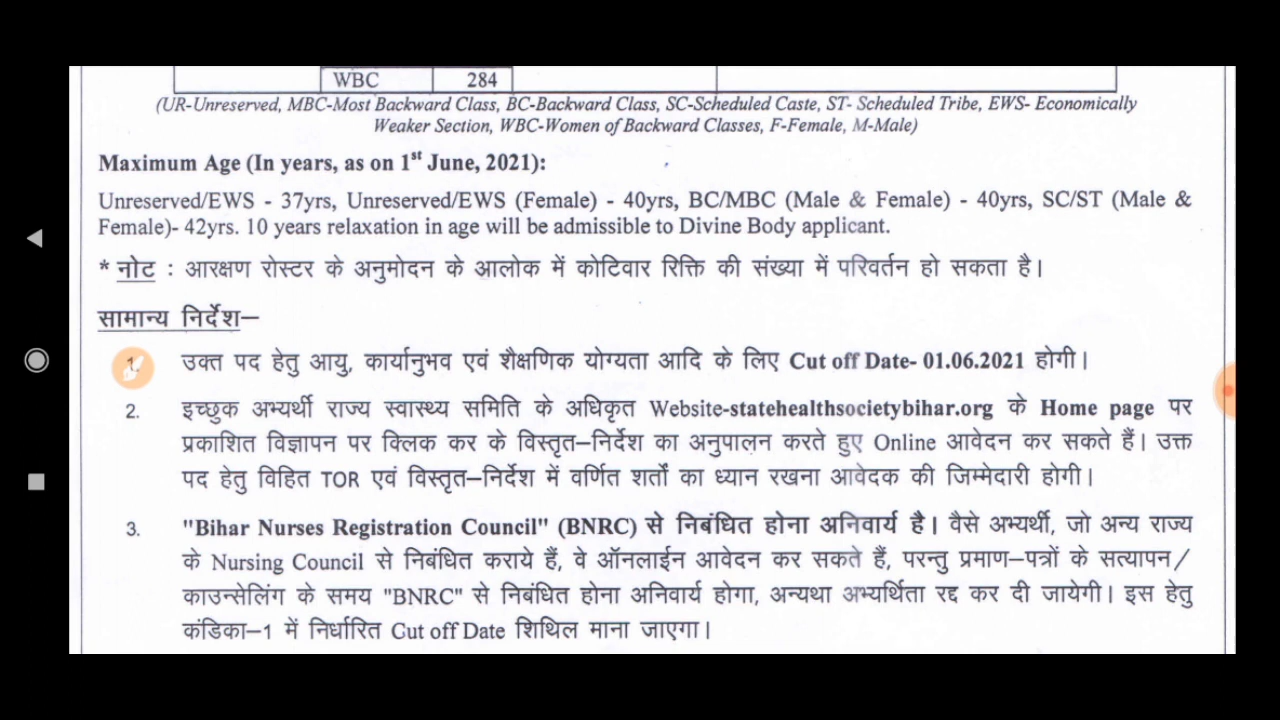 WBC 284
(UR-Unreserved, MBC-Most Backward Class, BC-Backward Class, SC-Scheduled Caste, ST- Scheduled Tribe, EWS- Economically
Weaker Section, WBC-Women of Backward Classes, F-Female, M-Male)
Maximum Age (In years, as on 1st June, 2021):
Unreserved/EWS - 37yrs, Unreserved/EWS (Female) - 40yrs, BC/MBC (Male & Female) - 40yrs, SC/ST (Male &
Female)- 42yrs. 10 years relaxation in age will be admissible to Divine Body applicant.
* नोट : आरक्षण रोस्टर के अनुमोदन के आलोक में कोटिवार रिक्ति की संख्या में परिवर्तन हो सकता है।
सामान्य निर्देश–
1. उक्त पद हेतु आयु, कार्यानुभव एवं शैक्षणिक योग्यता आदि के लिए Cut off Date- 01.06.2021 होगी।
2. इच्छुक अभ्यर्थी राज्य स्वास्थ्य समिति के अधिकृत Website-statehealthsocietybihar.org के Home page पर
प्रकाशित विज्ञापन पर क्लिक कर के विस्तृत–निर्देश का अनुपालन करते हुए Online आवेदन कर सकते हैं। उक्त
पद हेतु विहित TOR एवं विस्तृत–निर्देश में वर्णित शर्तों का ध्यान रखना आवेदक की जिम्मेदारी होगी।
3. "Bihar Nurses Registration Council" (BNRC) से निबंधित होना अनिवार्य है। वैसे अभ्यर्थी, जो अन्य राज्य
के Nursing Council से निबंधित कराये हैं, वे ऑनलाईन आवेदन कर सकते हैं, परन्तु प्रमाण–पत्रों के सत्यापन/
काउन्सेलिंग के समय "BNRC" से निबंधित होना अनिवार्य होगा, अन्यथा अभ्यर्थिता रद्द कर दी जायेगी। इस हेतु
कंडिका–1 में निर्धारित Cut off Date शिथिल माना जाएगा।